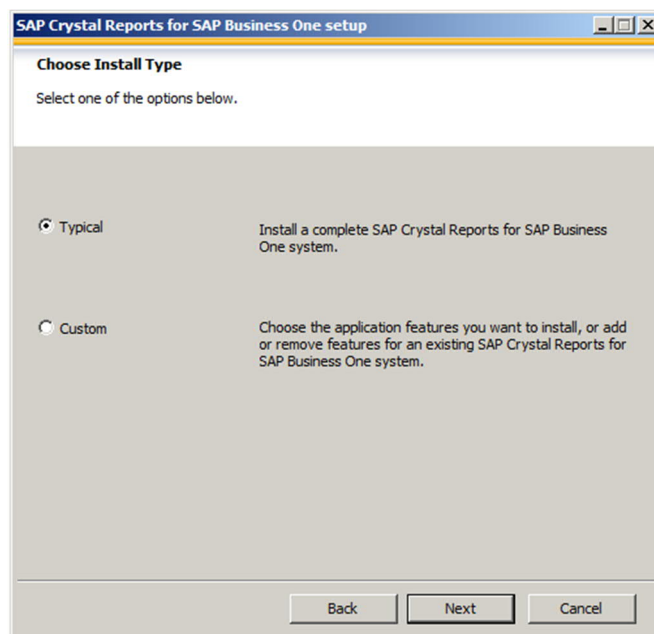 SAP Crystal Reports for SAP Business One setup
Choose Install Type
Select one of the options below.
Typical
Install a complete SAP Crystal Reports for SAP Business
One system.
Custom
Choose the application features you want to install, or add
or remove features for an existing SAP Crystal Reports for
SAP Business One system.
Back
Next
Cancel